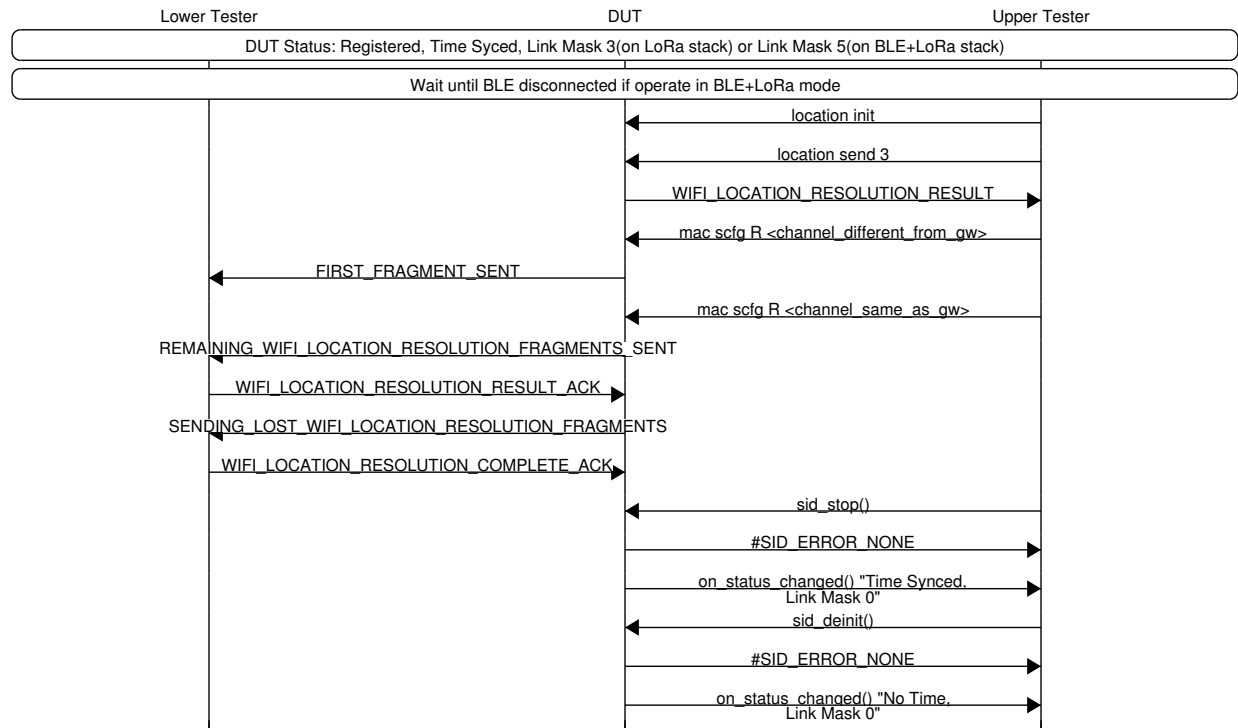 Lower Tester DUT Upper Tester
DUT Status: Registered, Time Syced, Link Mask 3(on LoRa stack) or Link Mask 5(on BLE+LoRa stack)
Wait until BLE disconnected if operate in BLE+LoRa mode
location init
location send 3
WIFI_LOCATION_RESOLUTION_RESULT
mac scfg R <channel_different_from_gw>
FIRST_FRAGMENT_SENT
mac scfg R <channel_same_as_gw>
REMAINING_WIFI_LOCATION_RESOLUTION_FRAGMENTS_SENT
WIFI_LOCATION_RESOLUTION_RESULT_ACK
SENDING_LOST_WIFI_LOCATION_RESOLUTION_FRAGMENTS
WIFI_LOCATION_RESOLUTION_COMPLETE_ACK
sid_stop()
#SID_ERROR_NONE
on_status_changed() "Time Synced,
Link Mask 0"
sid_deinit()
#SID_ERROR_NONE
on_status_changed() "No Time,
Link Mask 0"